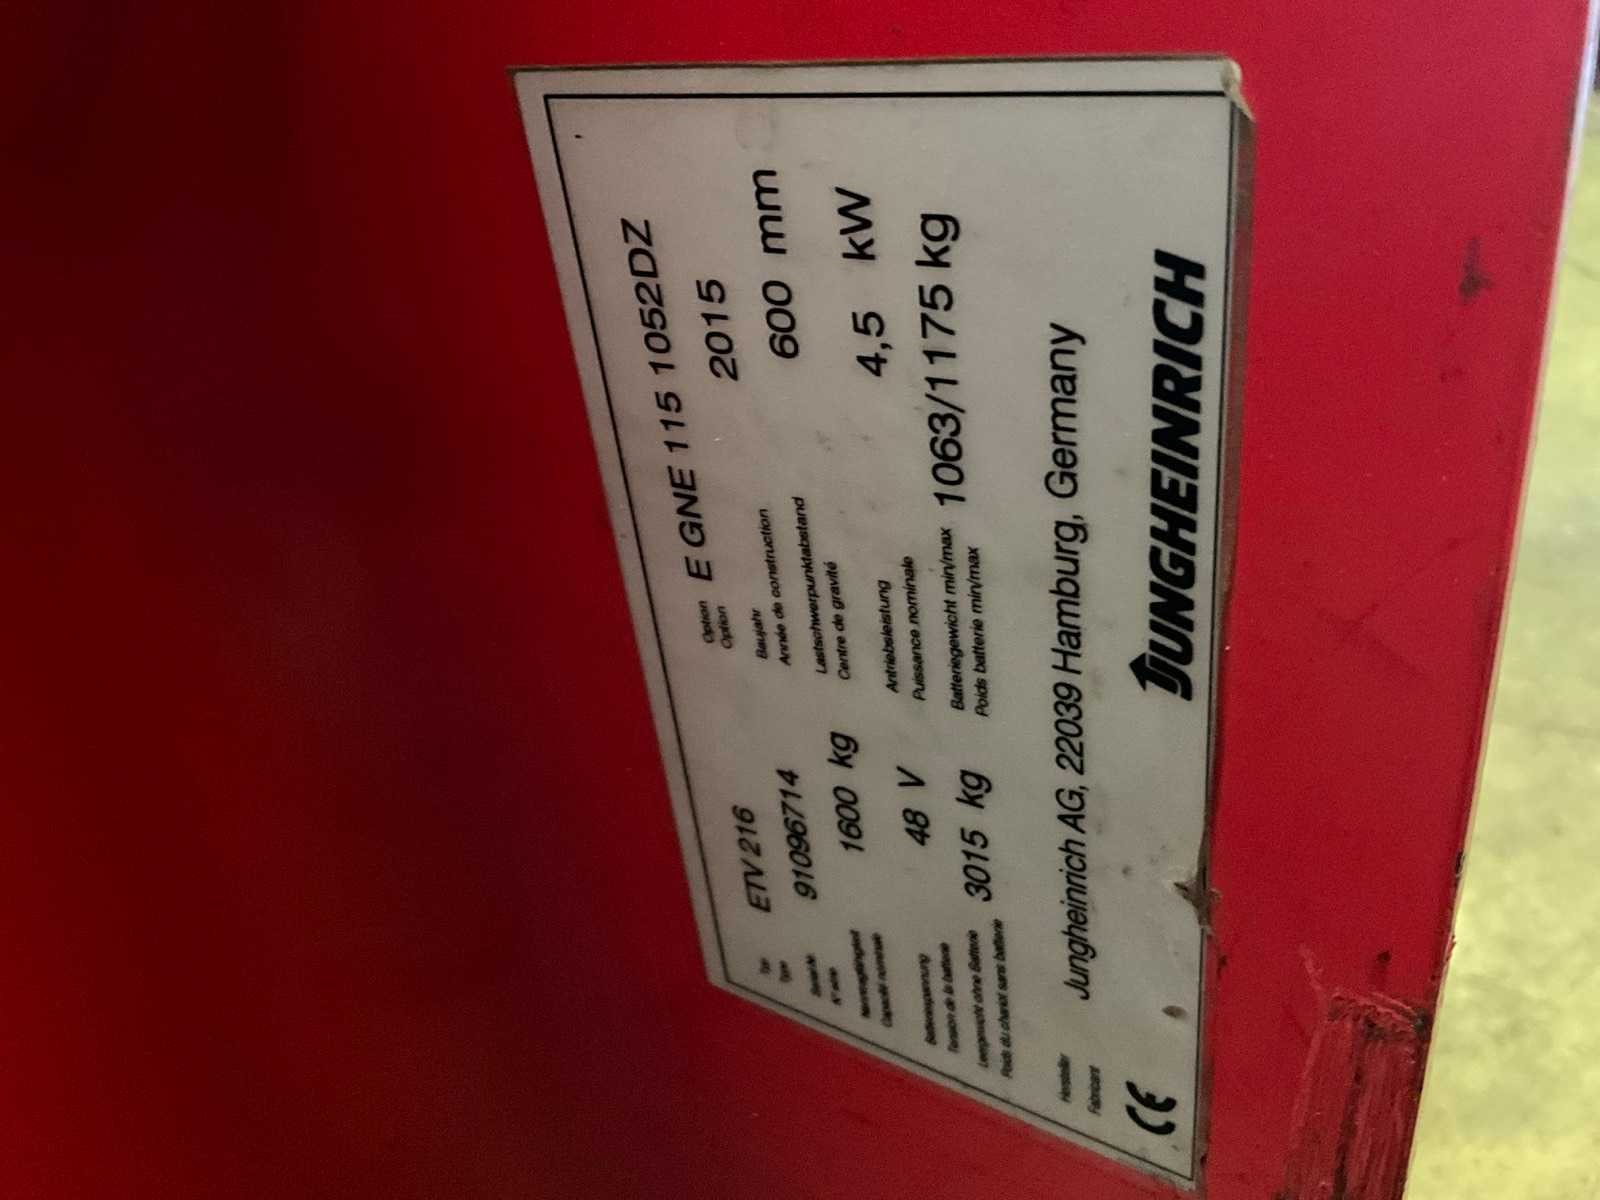 Typ
Type
ETV 216
Option
Option
E GNE 115 1052DZ
Serial-Nr.
N° série
91096714
Baujahr
Année de construction
2015
Nenntragfähigkeit
Capacité nominale
1600 kg
Lastschwerpunktabstand
Centre de gravité
600 mm
Batteriespannung
Tension de la batterie
48 V
Antriebsleistung
Puissance nominale
4,5 kW
Leergewicht ohne Batterie
Poids du chariot sans batterie
3015 kg
Batteriegewicht min/max
Poids batterie min/max
1063/1175 kg
Hersteller
Fabricant
Jungheinrich AG, 22039 Hamburg, Germany
CE
JUNGHEINRICH